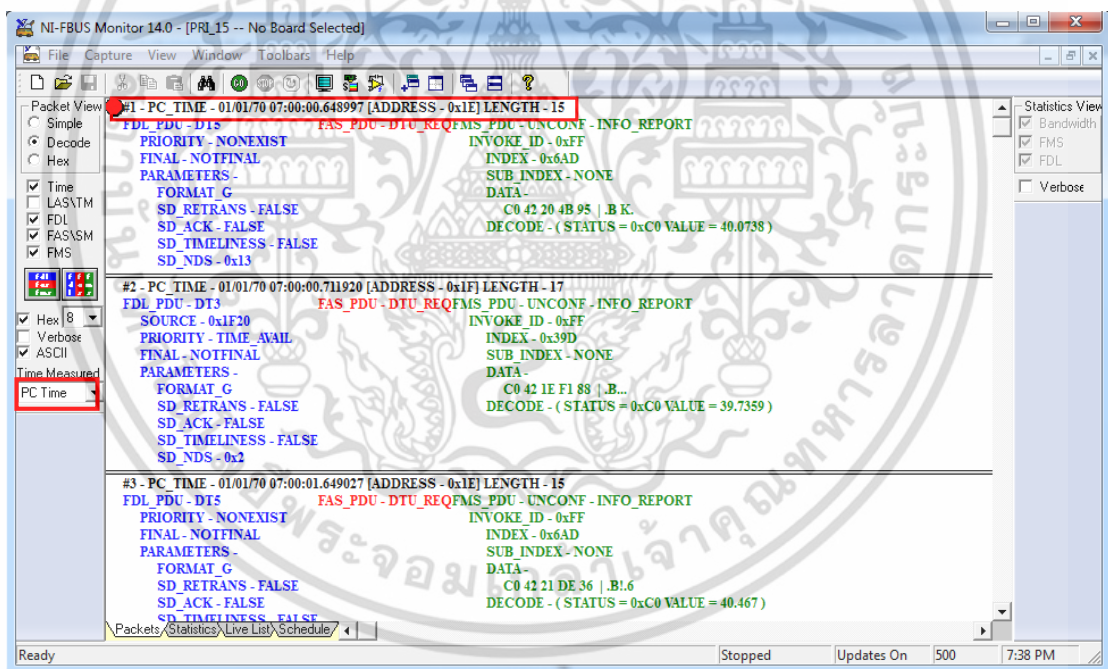 NI-FBUS Monitor 14.0 - [PRI_15 -- No Board Selected]
File Capture View Window Toolbars Help
Packet View
Simple
Decode
Hex
Time
LAS\TM
FDL
FAS\SM
FMS
Hex 8
Verbose
ASCII
Time Measured
PC Time
#1 - PC_TIME - 01/01/70 07:00:00.648997 [ADDRESS - 0x1E] LENGTH - 15
FDL_PDU - DT5 FAS_PDU - DTU_REQ FMS_PDU - UNCONF - INFO_REPORT
PRIORITY - NONEXIST INVOKE_ID - 0xFF
FINAL - NOTFINAL INDEX - 0x6AD
PARAMETERS - SUB_INDEX - NONE
FORMAT_G DATA -
SD_RETRANS - FALSE C0 42 20 4B 95 | .B K.
SD_ACK - FALSE DECODE - ( STATUS = 0xC0 VALUE = 40.0738 )
SD_TIMELINESS - FALSE
SD_NDS - 0x13
#2 - PC_TIME - 01/01/70 07:00:00.711920 [ADDRESS - 0x1F] LENGTH - 17
FDL_PDU - DT3 FAS_PDU - DTU_REQ FMS_PDU - UNCONF - INFO_REPORT
SOURCE - 0x1F20 INVOKE_ID - 0xFF
PRIORITY - TIME_AVAIL INDEX - 0x39D
FINAL - NOTFINAL SUB_INDEX - NONE
PARAMETERS - DATA -
FORMAT_G C0 42 1E F1 88 | .B...
SD_RETRANS - FALSE DECODE - ( STATUS = 0xC0 VALUE = 39.7359 )
SD_ACK - FALSE
SD_TIMELINESS - FALSE
SD_NDS - 0x2
#3 - PC_TIME - 01/01/70 07:00:01.649027 [ADDRESS - 0x1E] LENGTH - 15
FDL_PDU - DT5 FAS_PDU - DTU_REQ FMS_PDU - UNCONF - INFO_REPORT
PRIORITY - NONEXIST INVOKE_ID - 0xFF
FINAL - NOTFINAL INDEX - 0x6AD
PARAMETERS - SUB_INDEX - NONE
FORMAT_G DATA -
SD_RETRANS - FALSE C0 42 21 DE 36 | .B!.6
SD_ACK - FALSE DECODE - ( STATUS = 0xC0 VALUE = 40.467 )
SD_TIMELINESS - FALSE
Packets Statistics Live List Schedule
Statistics View
Bandwidth
FMS
FDL
Verbose
Ready Stopped Updates On 500 7:38 PM